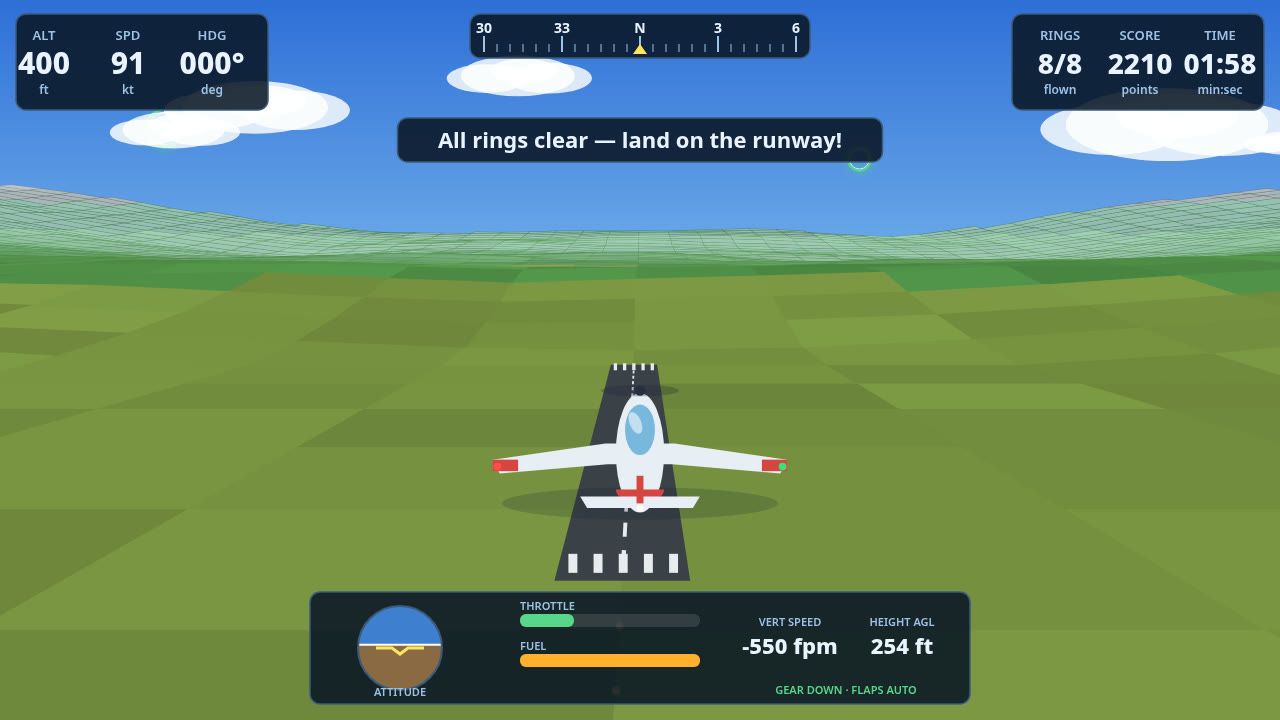 ALT SPD HDG
400 91 000°
ft kt deg
30 33 N 3 6
RINGS SCORE TIME
8/8 2210 01:58
flown points min:sec
All rings clear — land on the runway!
THROTTLE
FUEL
ATTITUDE
VERT SPEED HEIGHT AGL
-550 fpm 254 ft
GEAR DOWN · FLAPS AUTO